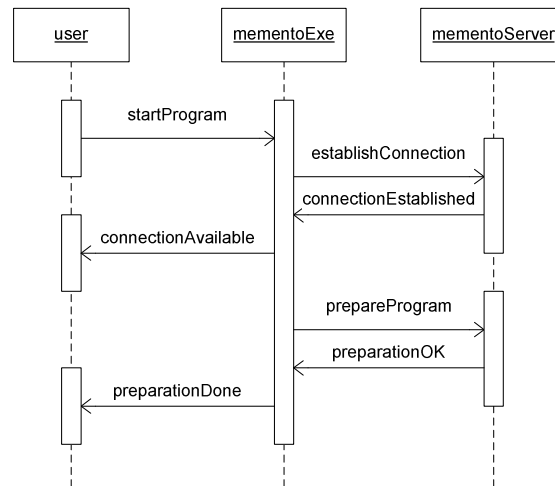 user
mementoExe
mementoServer
startProgram
establishConnection
connectionEstablished
connectionAvailable
prepareProgram
preparationOK
preparationDone